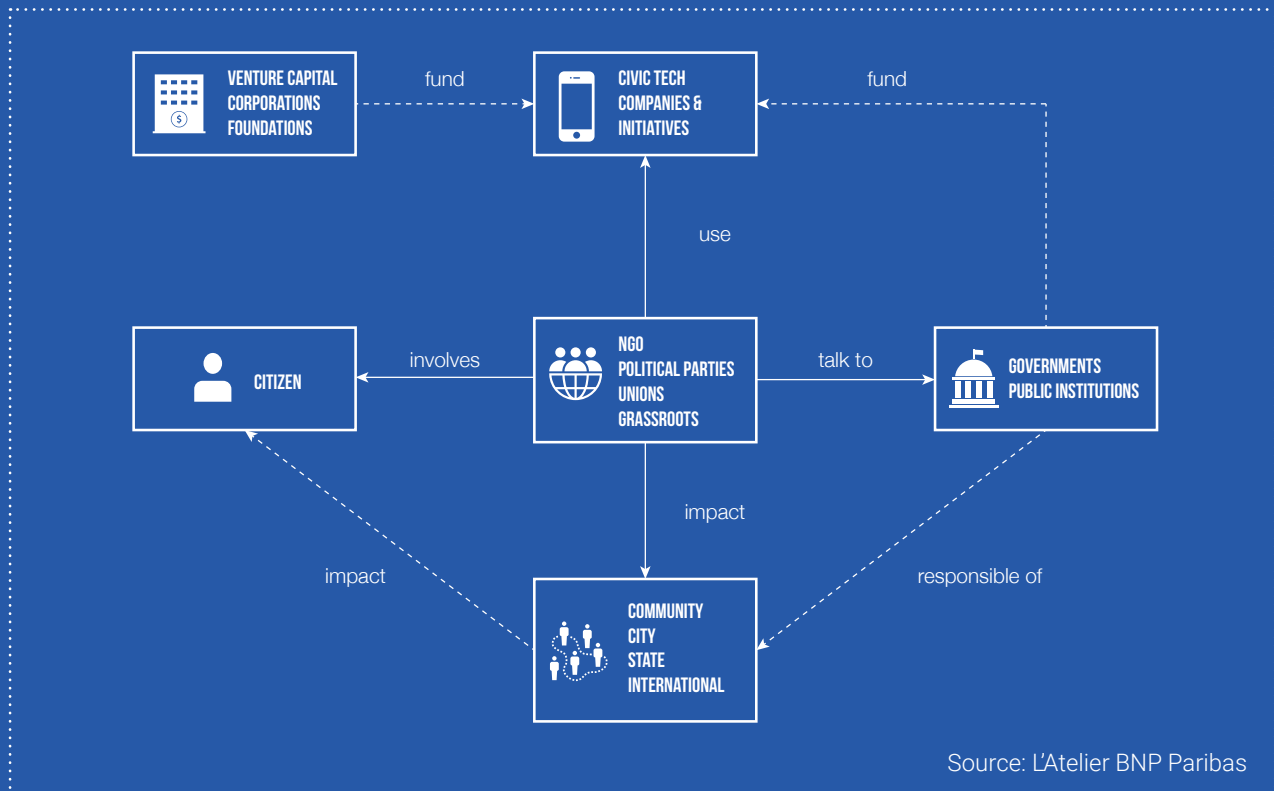 VENTURE CAPITAL
CORPORATIONS
FOUNDATIONS
$
fund
CIVIC TECH
COMPANIES &
INITIATIVES
fund
use
CITIZEN
involves
NGO
POLITICAL PARTIES
UNIONS
GRASSROOTS
talk to
GOVERNMENTS
PUBLIC INSTITUTIONS
impact
impact
responsible of
COMMUNITY
CITY
STATE
INTERNATIONAL
Source: L'Atelier BNP Paribas